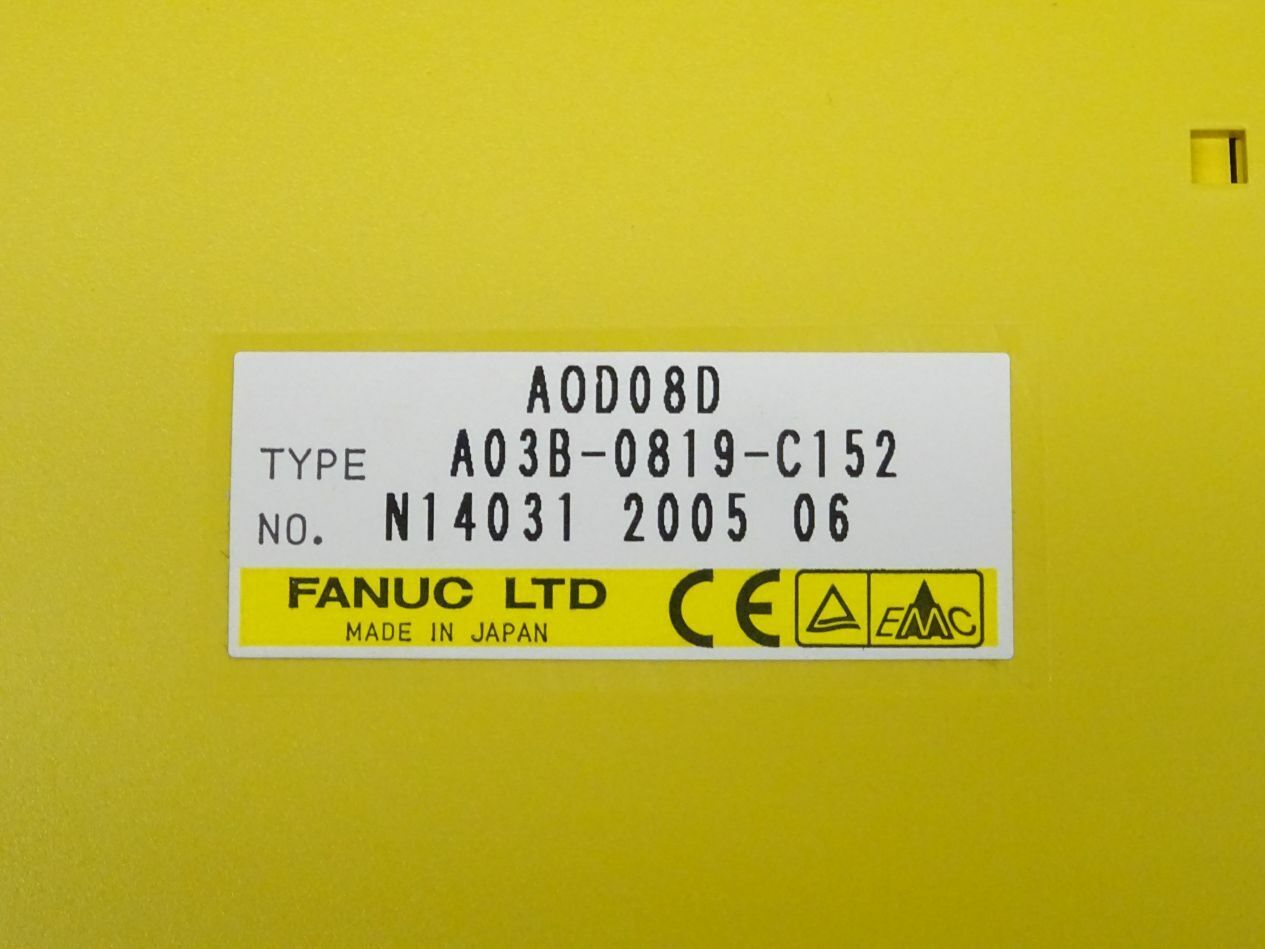 AOD08D
TYPE A03B-0819-C152
NO. N14031 2005 06
FANUC LTD CE EMC
MADE IN JAPAN